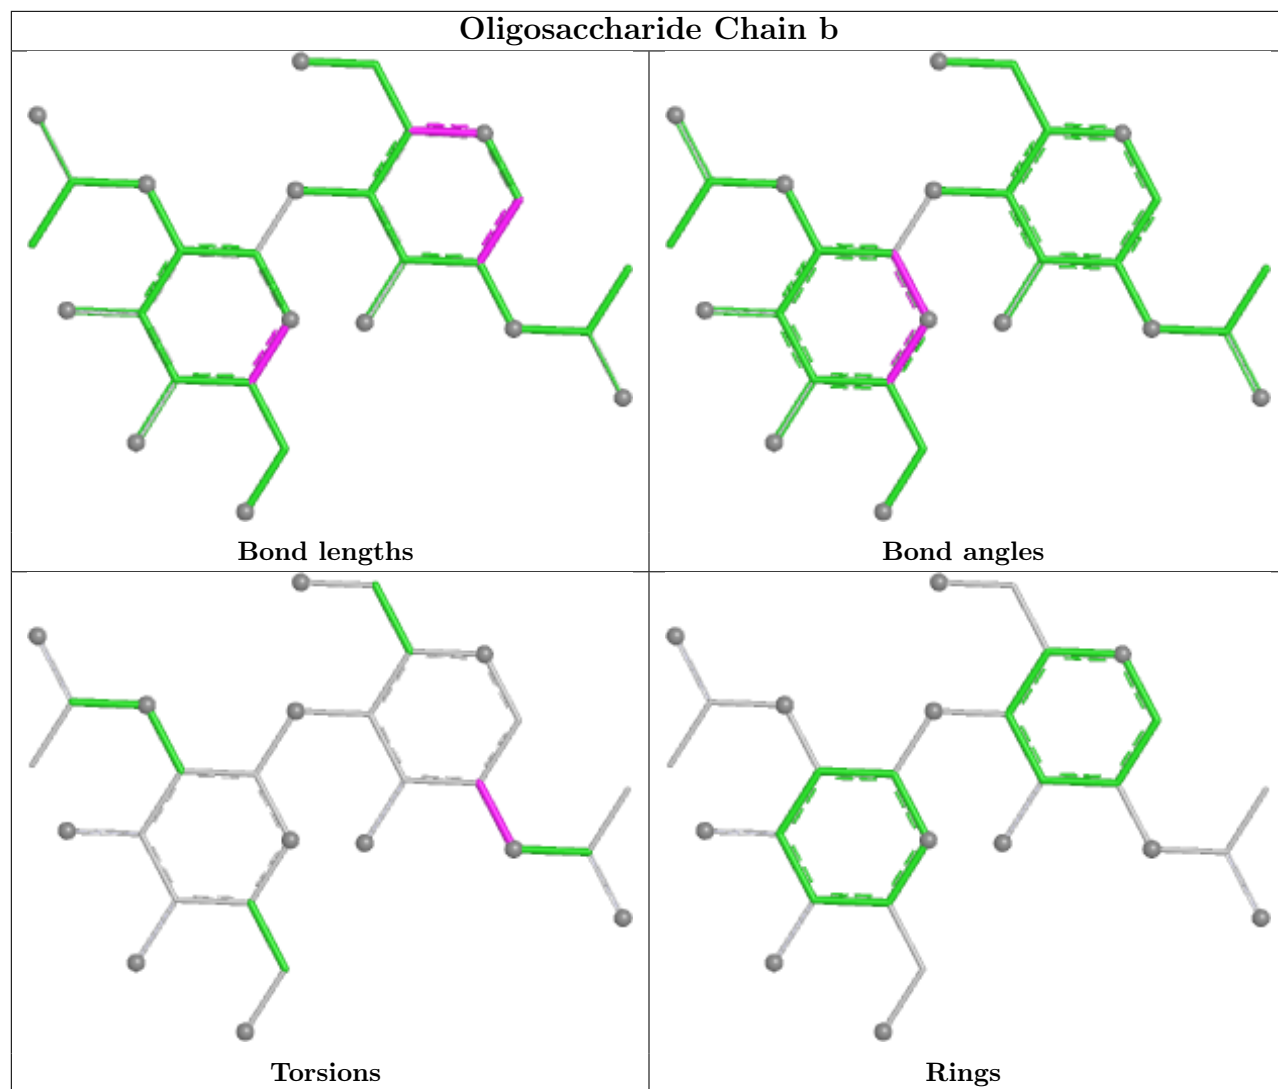 Oligosaccharide Chain b
Bond lengths
Bond angles
Torsions
Rings